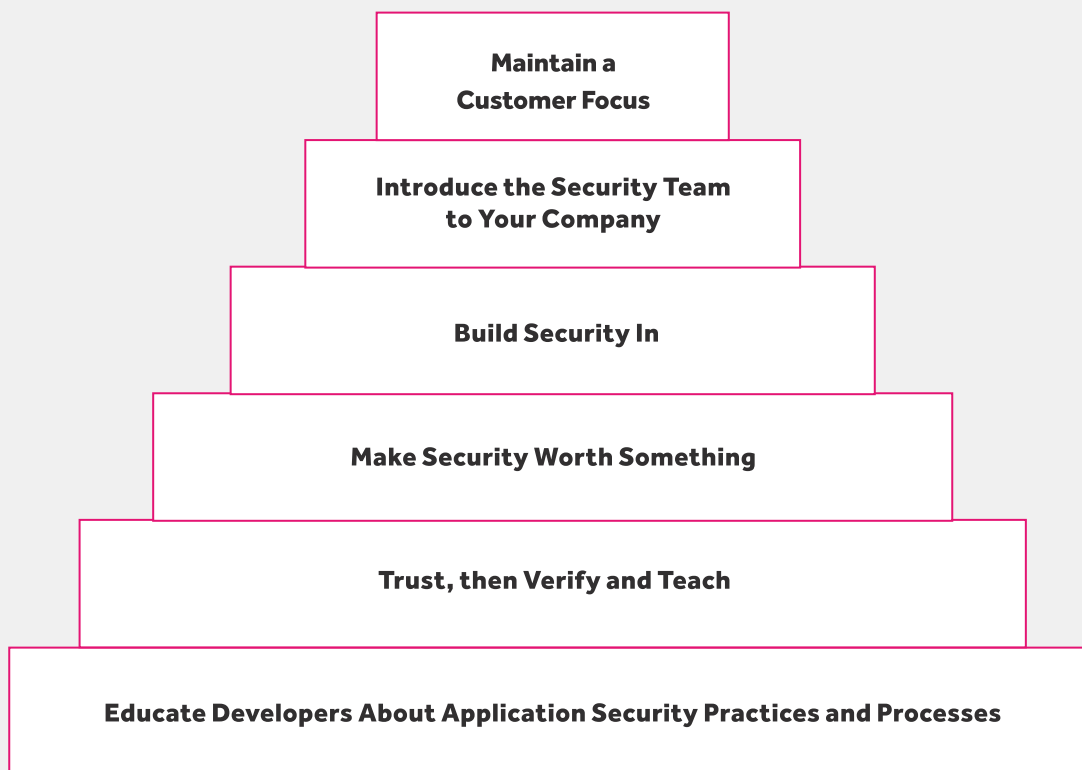 Maintain a
Customer Focus
Introduce the Security Team
to Your Company
Build Security In
Make Security Worth Something
Trust, then Verify and Teach
Educate Developers About Application Security Practices and Processes